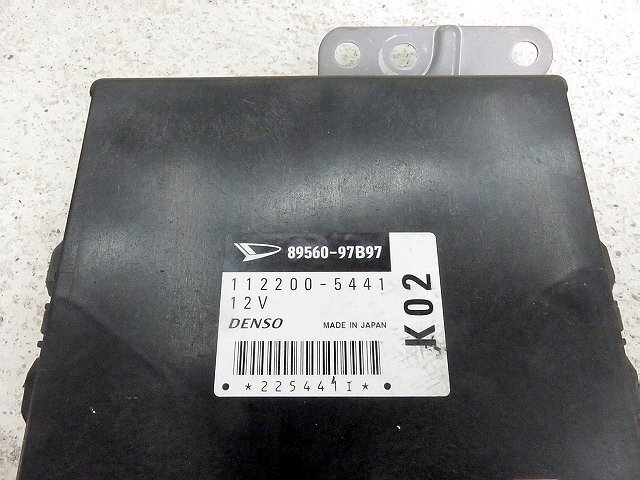 89560-97B97
112200-5441
12V
DENSO MADE IN JAPAN
*225441I*
K02